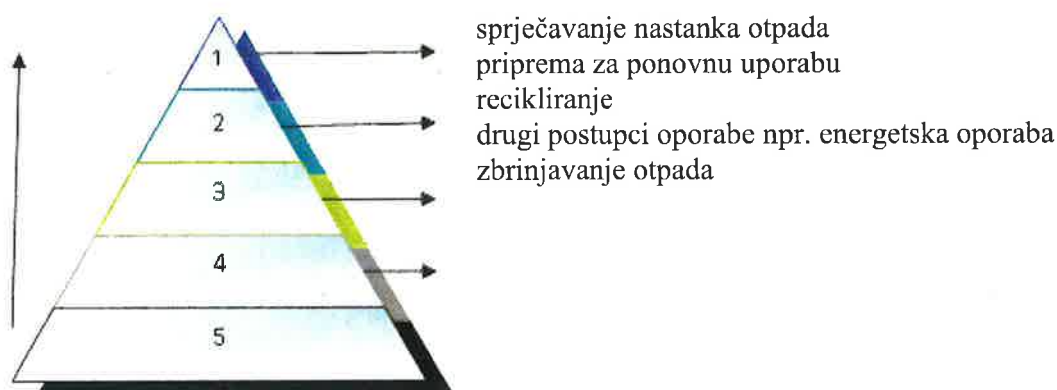 1
2
3
4
5
sprječavanje nastanka otpada
priprema za ponovnu uporabu
recikliranje
drugi postupci oporabe npr. energetska oporaba
zbrinjavanje otpada